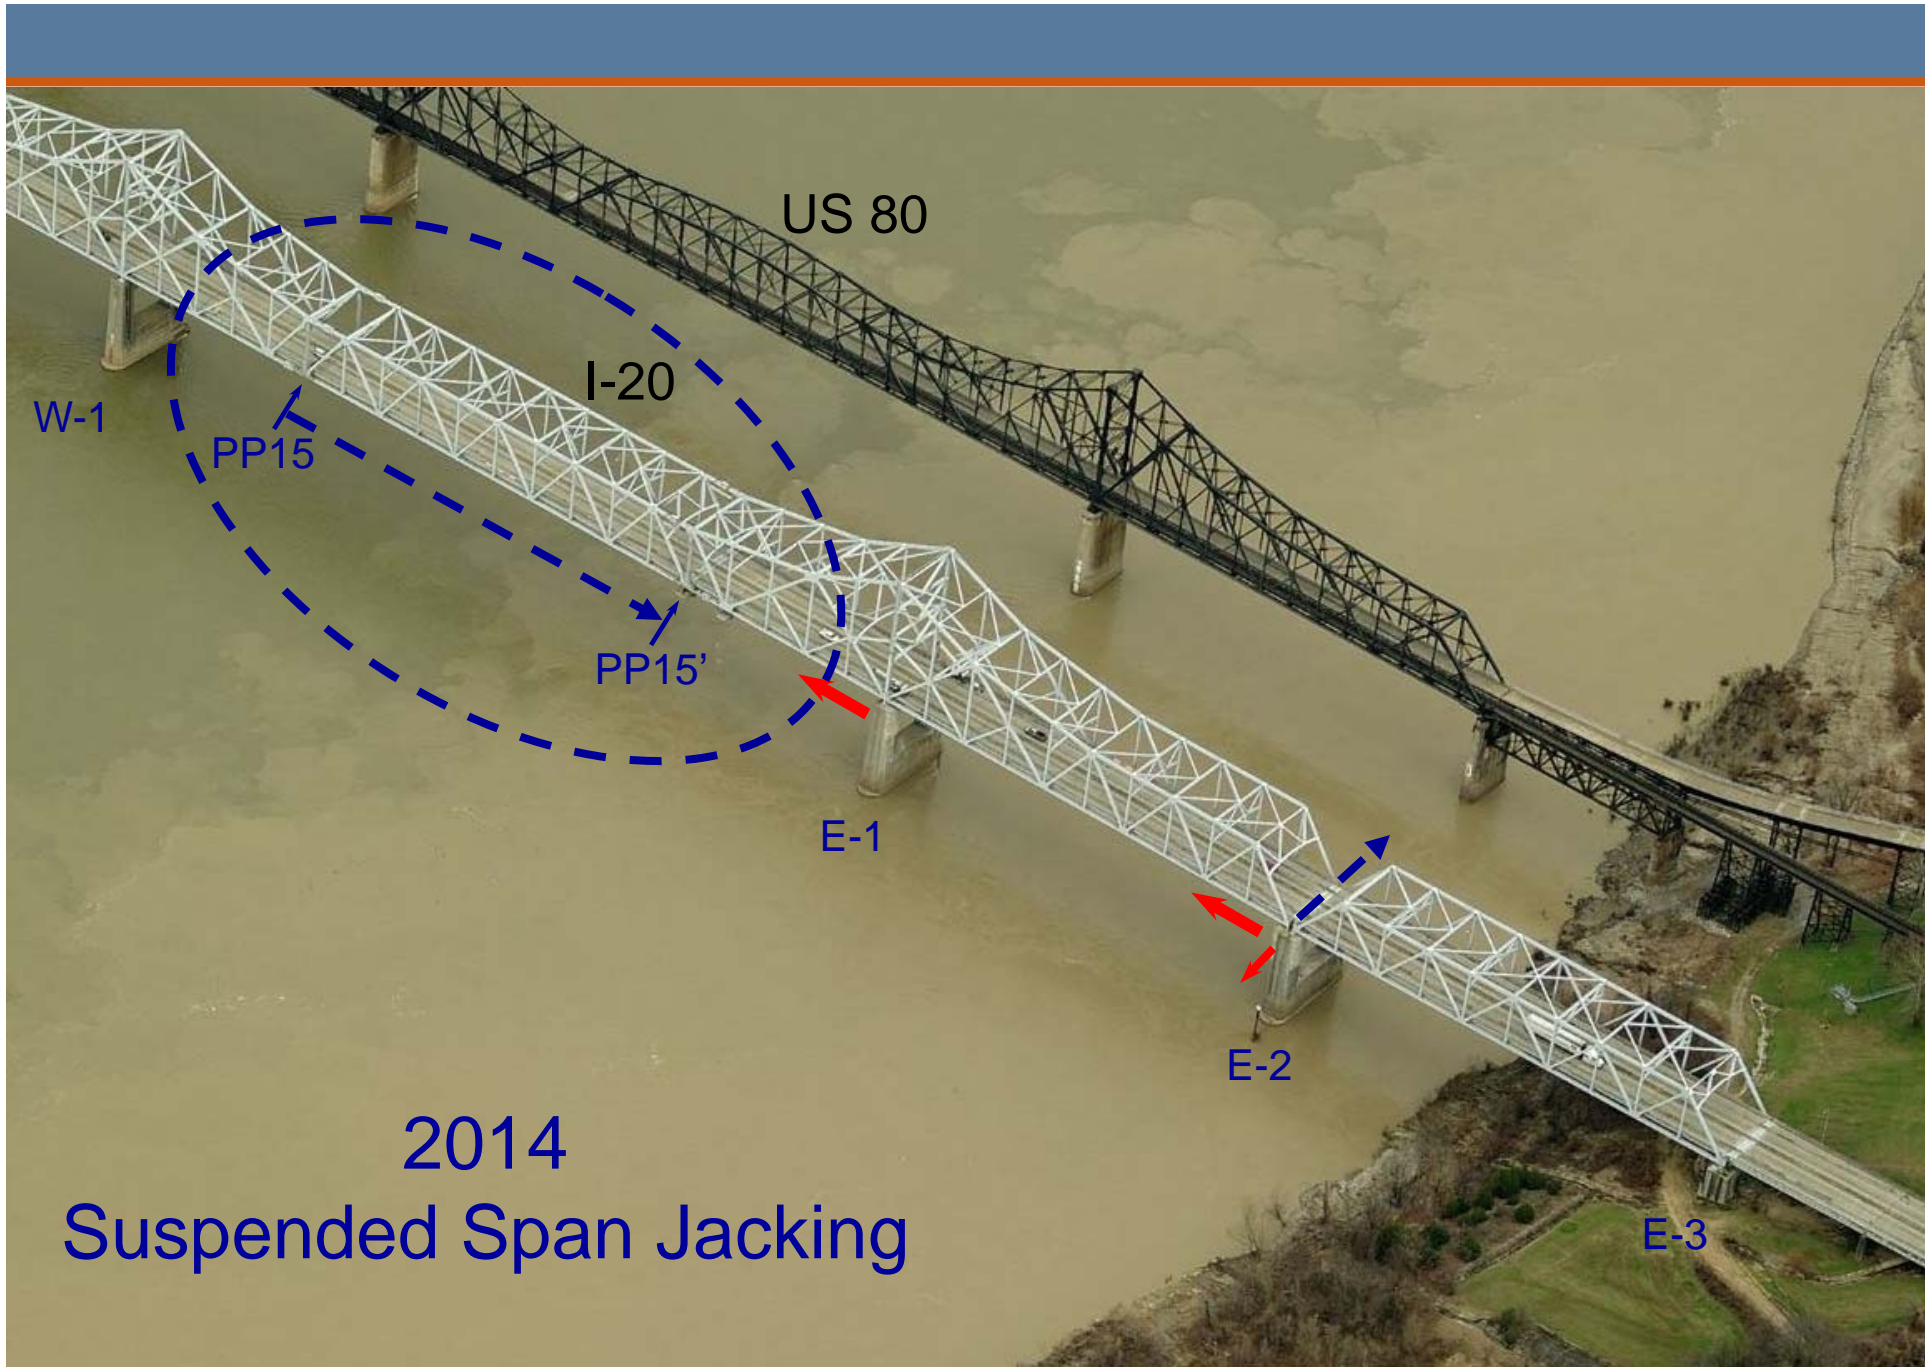 US 80
I-20
W-1
PP15
PP15’
E-1
E-2
2014
Suspended Span Jacking
E-3